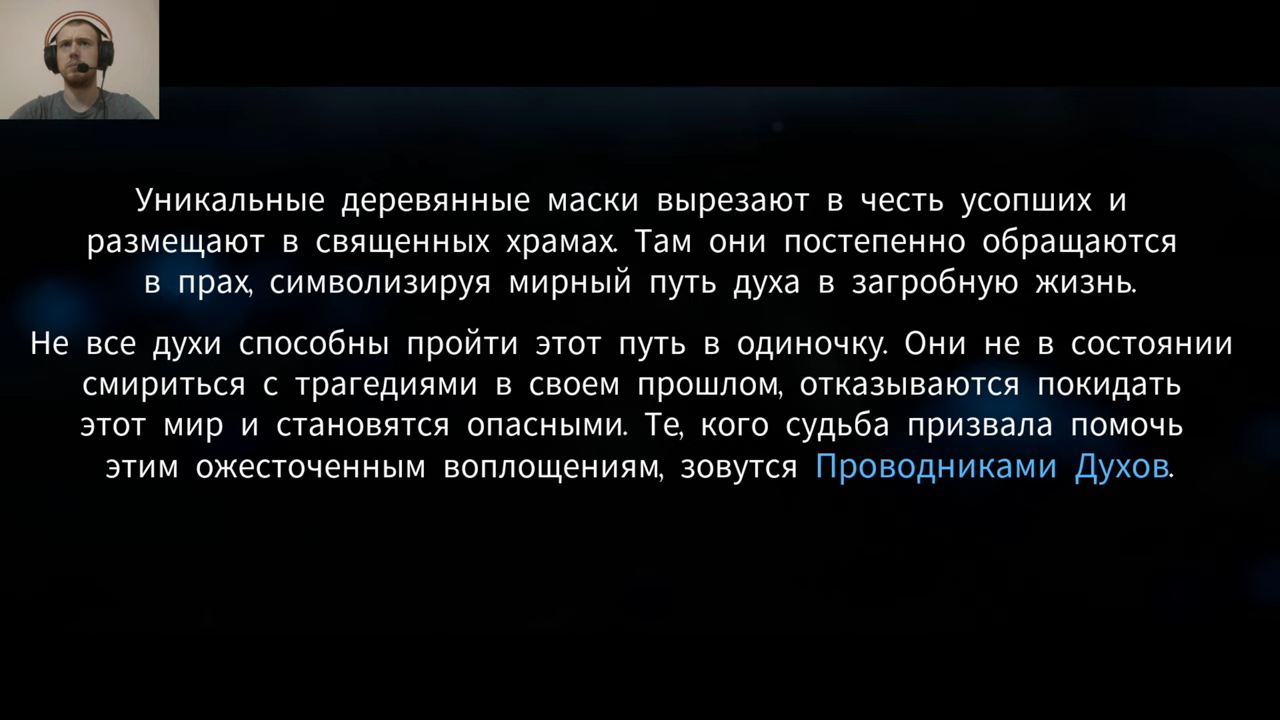 Уникальные деревянные маски вырезают в честь усопших и
размещают в священных храмах. Там они постепенно обращаются
в прах, символизируя мирный путь духа в загробную жизнь.
Не все духи способны пройти этот путь в одиночку. Они не в состоянии
смириться с трагедиями в своем прошлом, отказываются покидать
этот мир и становятся опасными. Те, кого судьба призвала помочь
этим ожесточенным воплощениям, зовутся Проводниками Духов.